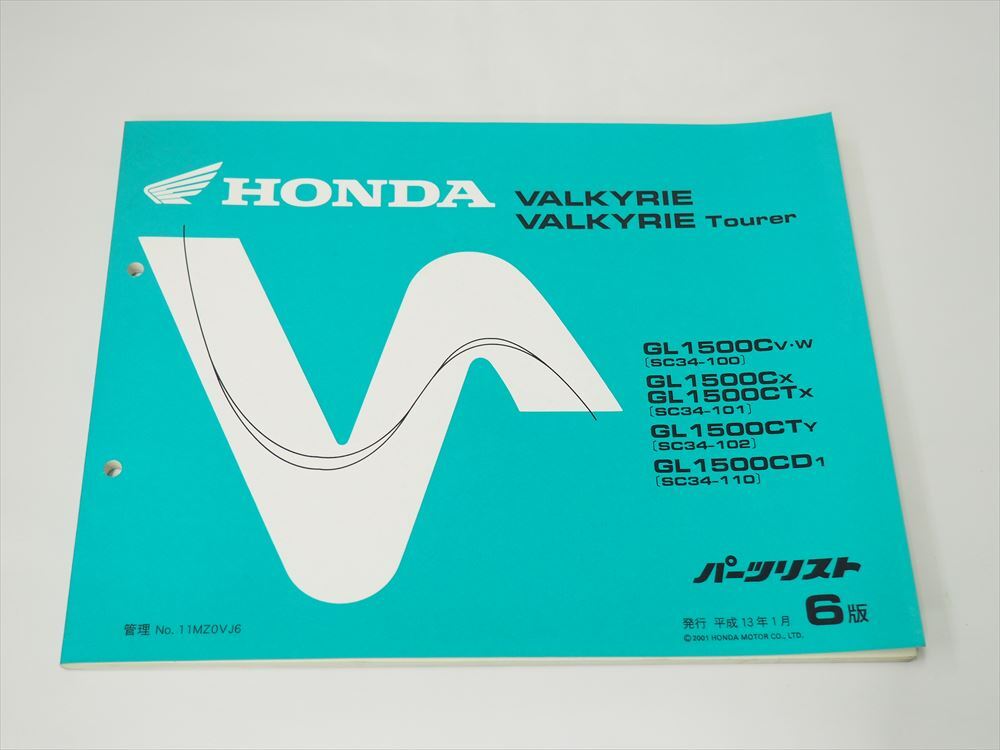 HONDA
VALKYRIE
VALKYRIE Tourer
GL1500CV·W
[SC34-100]
GL1500CX
GL1500CTX
[SC34-101]
GL1500CTY
[SC34-102]
GL1500CD1
[SC34-110]
パーツリスト
発行 平成13年1月 6版
©2001 HONDA MOTOR CO., LTD.
管理 No. 11MZ0VJ6